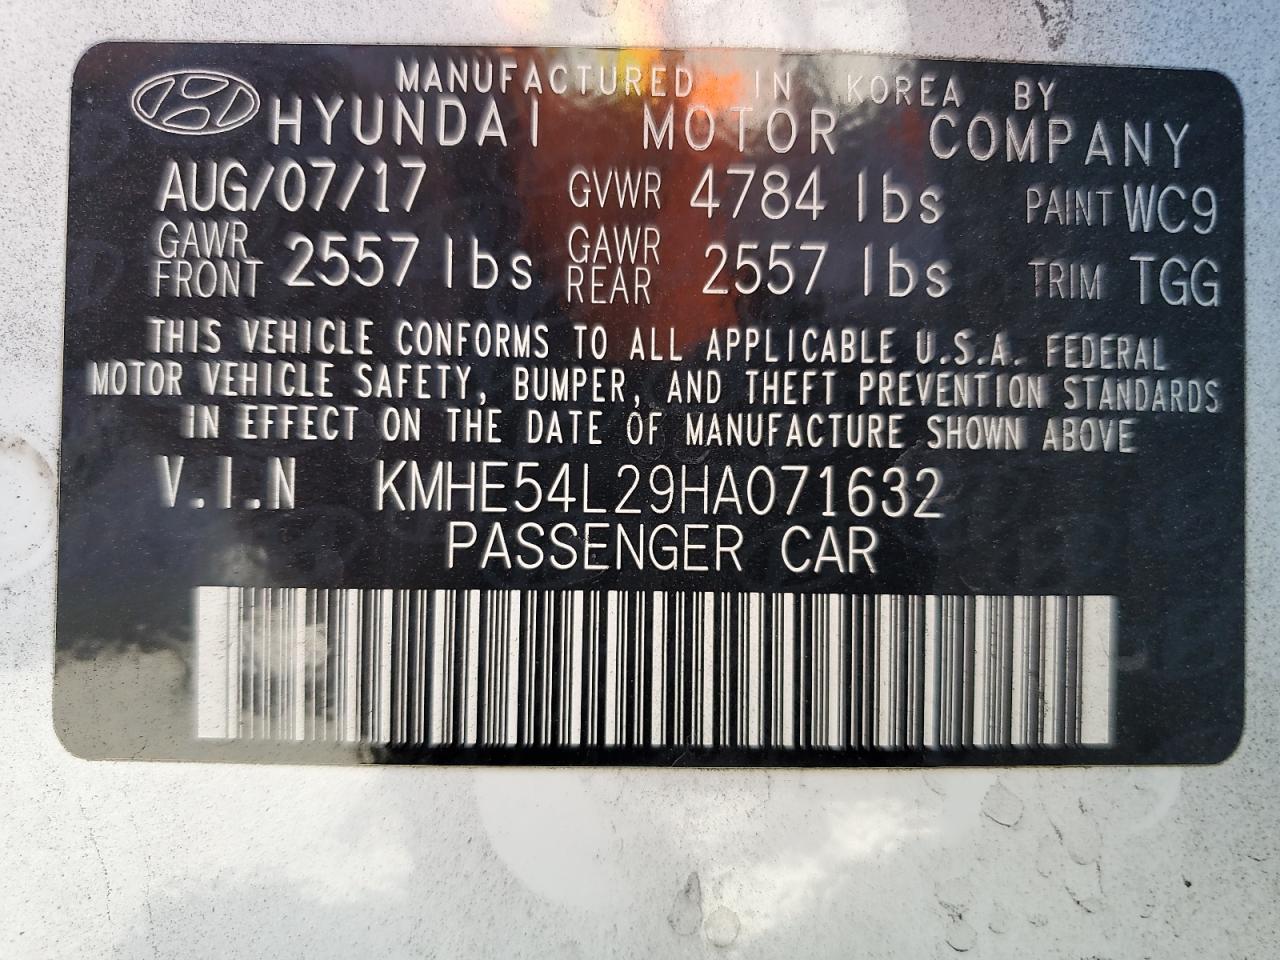 MANUFACTURED IN KOREA BY
HYUNDAI MOTOR COMPANY
AUG/07/17 GVWR 4784 lbs PAINT WC9
GAWR FRONT 2557 lbs GAWR REAR 2557 lbs TRIM TGG
THIS VEHICLE CONFORMS TO ALL APPLICABLE U.S.A. FEDERAL
MOTOR VEHICLE SAFETY, BUMPER, AND THEFT PREVENTION STANDARDS
IN EFFECT ON THE DATE OF MANUFACTURE SHOWN ABOVE
V.I.N KMHE54L29HA071632
PASSENGER CAR